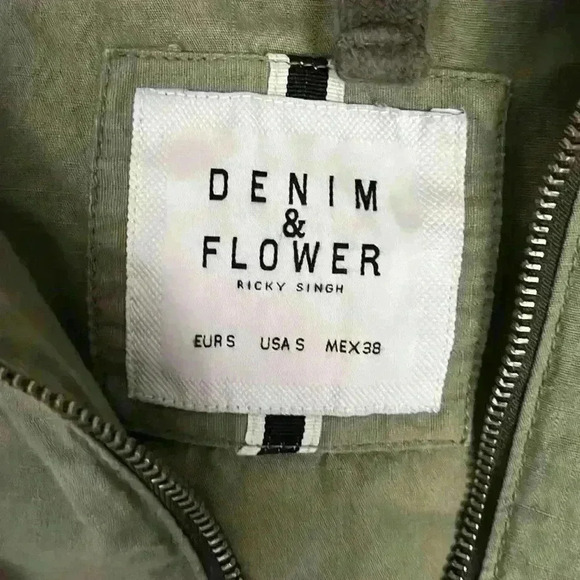 DENIM
&
FLOWER
RICKY SINGH
EUR S USA S MEX 38